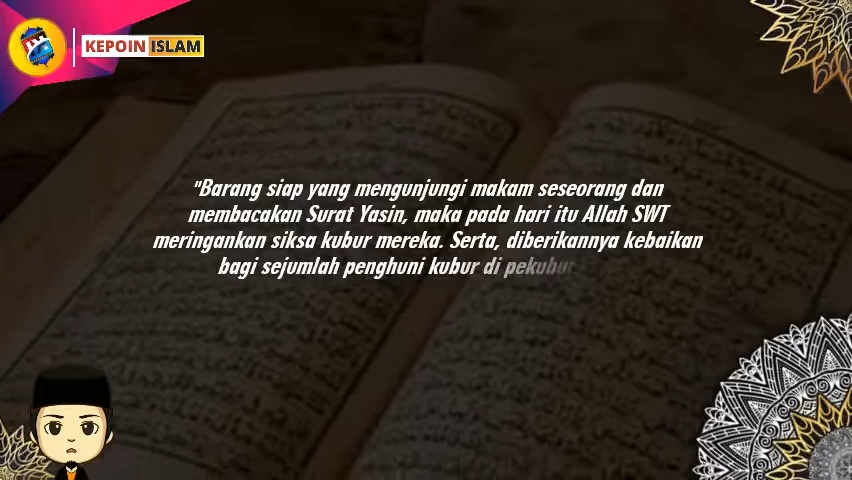 KEPOIN ISLAM
"Barang siap yang mengunjungi makam seseorang dan
membacakan Surat Yasin, maka pada hari itu Allah SWT
meringankan siksa kubur mereka. Serta, diberikannya kebaikan
bagi sejumlah penghuni kubur di pekubur